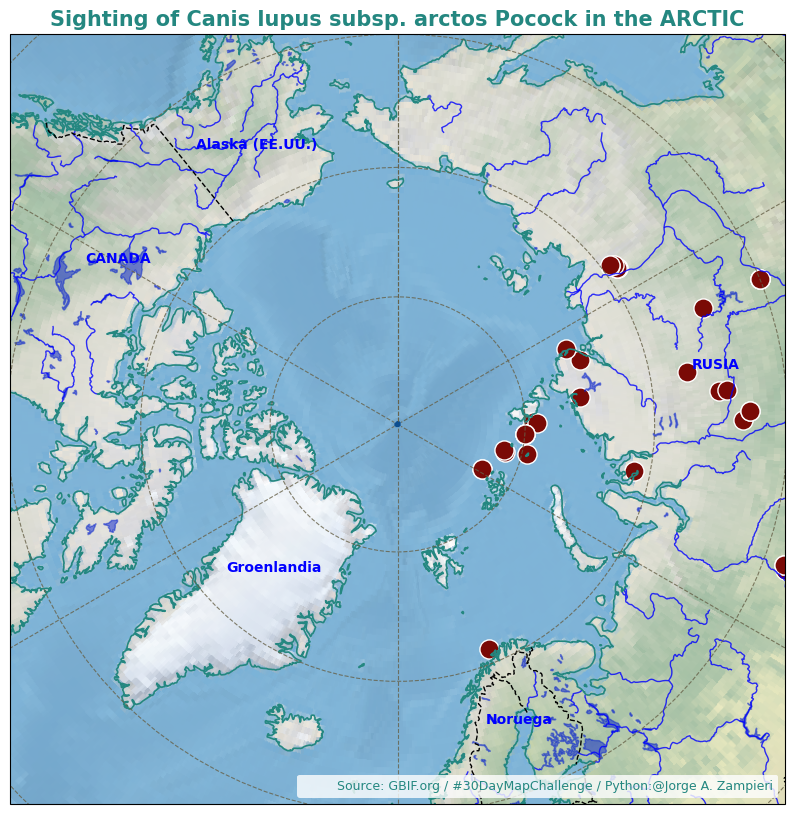 Sighting of Canis lupus subsp. arctos Pocock in the ARCTIC
Alaska (EE.UU.)
CANADÁ
RUSIA
Groenlandia
Noruega
Source: GBIF.org / #30DayMapChallenge / Python:@Jorge A. Zampieri